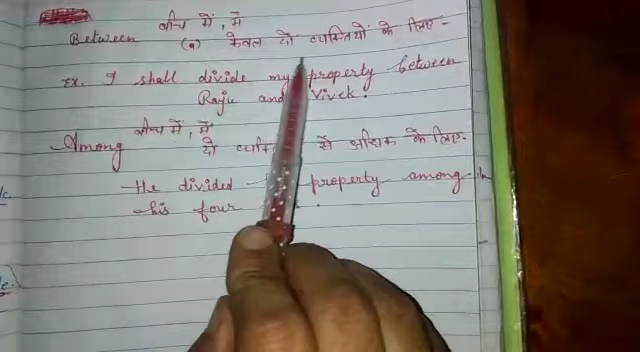 बीच में, में
Between (a) केवल दो व्यक्तियों के लिए-
Ex. I shall divide my property between
Raju and Vivek.
बीच में, में
Among दो से अधिक के लिए.
He divided property among
his four